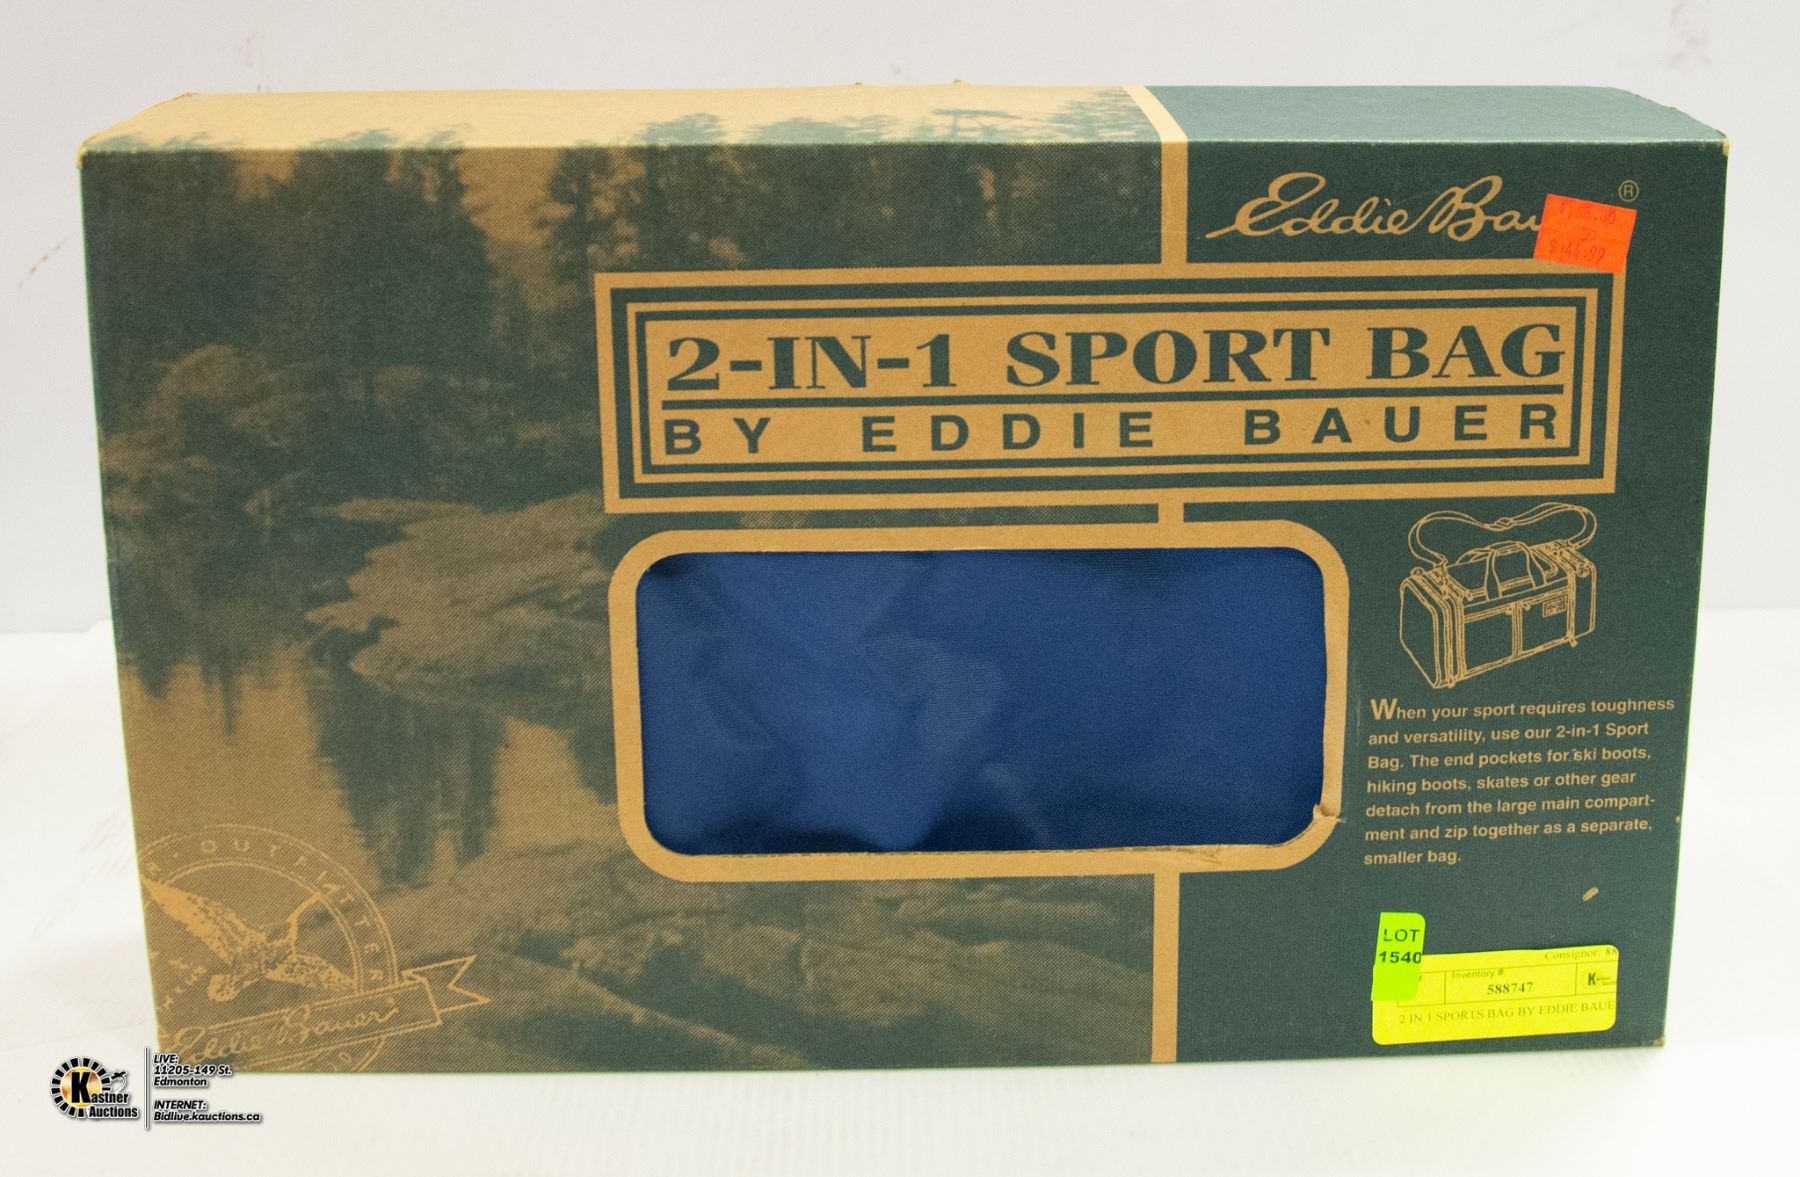 Eddie Bau
®
$144.99
2-IN-1 SPORT BAG
BY EDDIE BAUER
When your sport requires toughness
and versatility, use our 2-in-1 Sport
Bag. The end pockets for ski boots,
hiking boots, skates or other gear
detach from the large main compart-
ment and zip together as a separate,
smaller bag.
OUTFITTER
Eddie Bauer
LOT
1540
Consignor: 88
Inventory #
588747
2 IN 1 SPORTS BAG BY EDDIE BAUE
Kastner
Auctions
LIVE:
11205-149 St.
Edmonton
INTERNET:
Bidlive.kauctions.ca